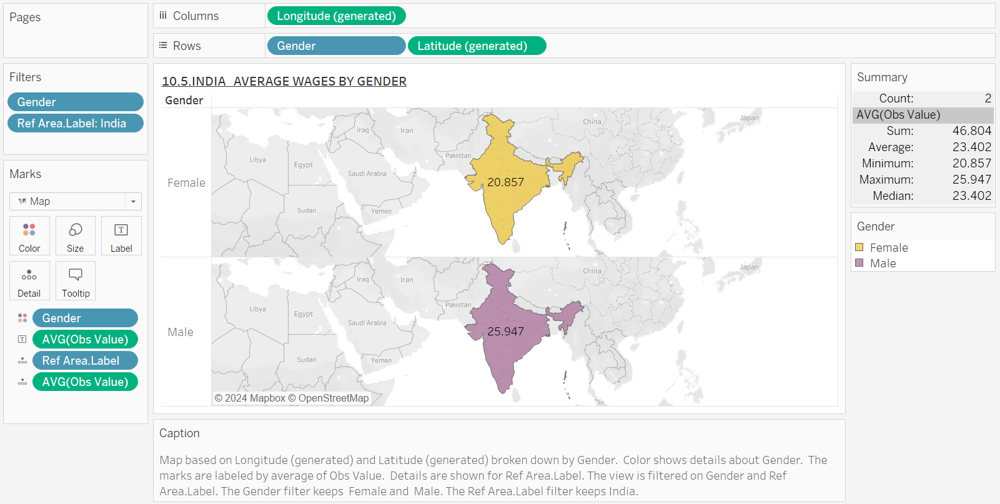 Pages
Columns
Longitude (generated)
Rows
Gender
Latitude (generated)
Filters
Gender
Ref Area.Label: India
Marks
Map
Color
Size
Label
Detail
Tooltip
Gender
AVG(Obs Value)
Ref Area.Label
AVG(Obs Value)
10.5.INDIA_AVERAGE WAGES BY GENDER
Gender
Female
Libya
Egypt
Sudan
Iraq
Iran
Saudi Arabia
Yemen
Pakistan
China
Japan
20.857
Male
Libya
Egypt
Sudan
Iraq
Iran
Saudi Arabia
Yemen
Pakistan
China
Japan
25.947
© 2024 Mapbox © OpenStreetMap
Summary
Count: 2
AVG(Obs Value)
Sum: 46.804
Average: 23.402
Minimum: 20.857
Maximum: 25.947
Median: 23.402
Gender
Female
Male
Caption
Map based on Longitude (generated) and Latitude (generated) broken down by Gender.  Color shows details about Gender.  The
marks are labeled by average of Obs Value.  Details are shown for Ref Area.Label. The view is filtered on Gender and Ref
Area.Label. The Gender filter keeps  Female and  Male. The Ref Area.Label filter keeps India.